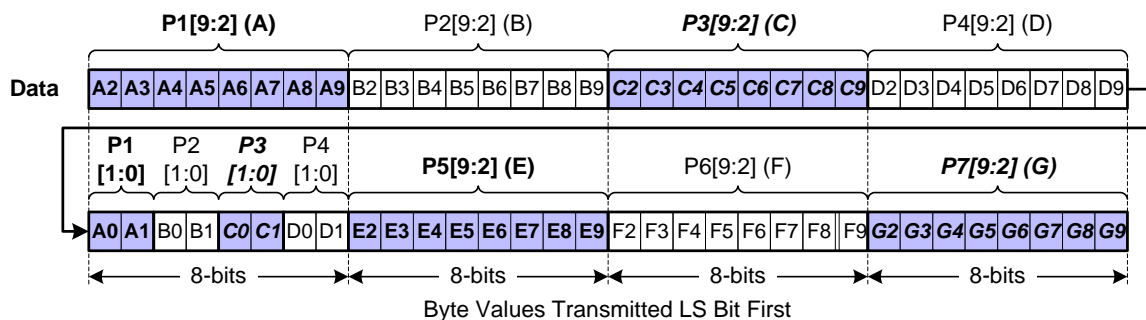 P1[9:2] (A) P2[9:2] (B) P3[9:2] (C) P4[9:2] (D)
Data A2 A3 A4 A5 A6 A7 A8 A9 B2 B3 B4 B5 B6 B7 B8 B9 C2 C3 C4 C5 C6 C7 C8 C9 D2 D3 D4 D5 D6 D7 D8 D9
P1 P2 P3 P4
[1:0] [1:0] [1:0] [1:0] P5[9:2] (E) P6[9:2] (F) P7[9:2] (G)
A0 A1 B0 B1 C0 C1 D0 D1 E2 E3 E4 E5 E6 E7 E8 E9 F2 F3 F4 F5 F6 F7 F8 F9 G2 G3 G4 G5 G6 G7 G8 G9
8-bits 8-bits 8-bits 8-bits
Byte Values Transmitted LS Bit First